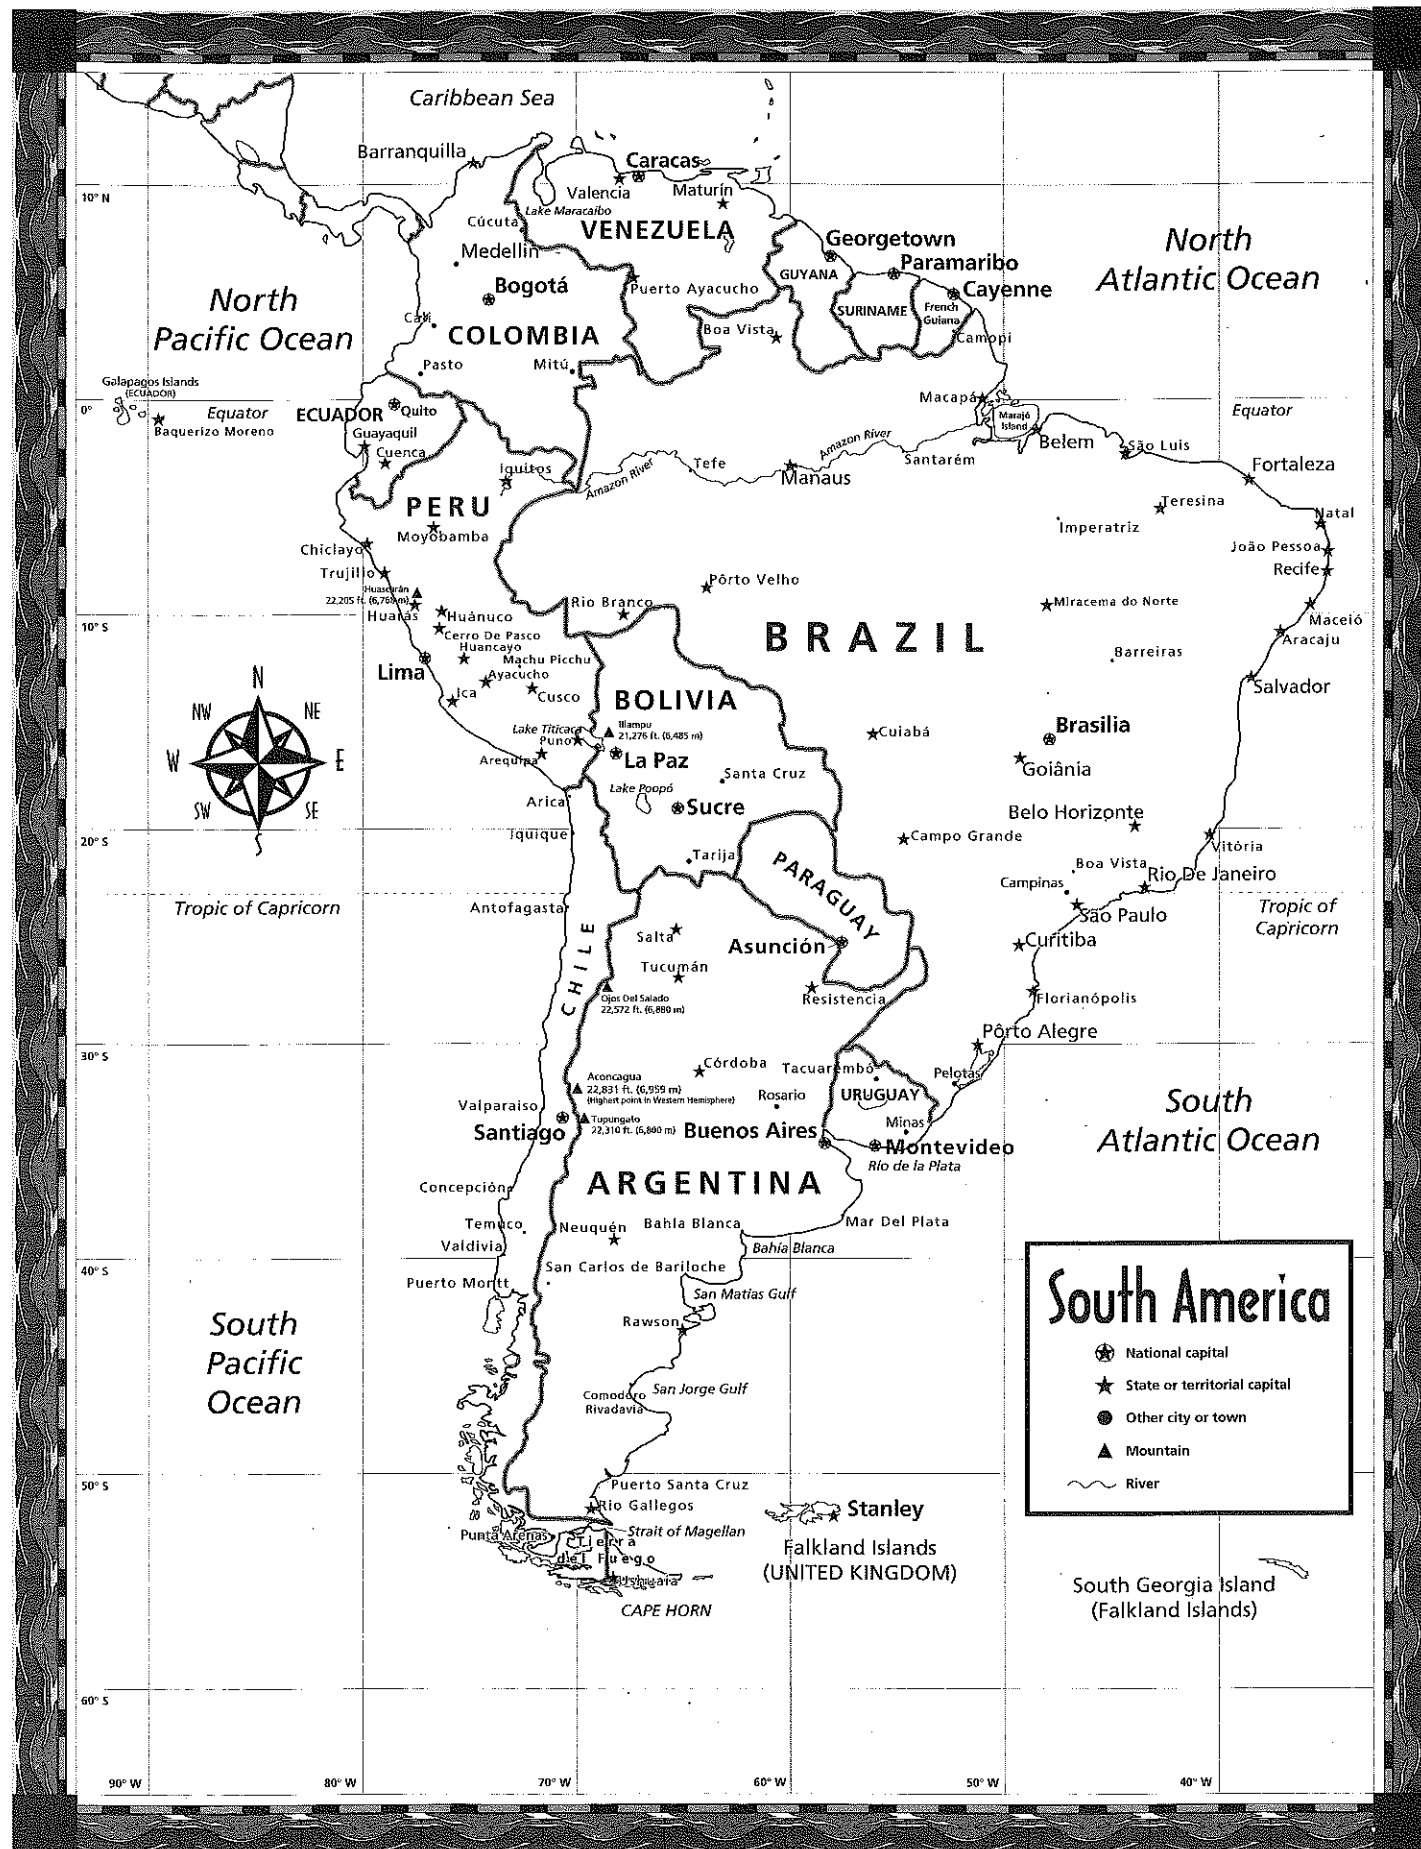 Caribbean Sea
Barranquilla
Caracas
Valencia
Maturín
10° N
Lake Maracaibo
Cúcuta
VENEZUELA
Medellín
Georgetown
Paramaribo
North
Atlantic Ocean
GUYANA
Bogotá
Puerto Ayacucho
Cayenne
North
Pacific Ocean
SURINAME
French
Guiana
Cali
COLOMBIA
Boa Vista
Camopi
Pasto
Mitú
Galapagos Islands
(ECUADOR)
Macapá
0°
Equator
ECUADOR
Quito
Marajó
Island
Equator
Baquerizo Moreno
Guayaquil
Cuenca
Belem
São Luis
Amazon River
Iquitos
Amazon River
Tefe
Manaus
Santarém
Fortaleza
PERU
Teresina
Moyobamba
Imperatriz
Natal
Chiclayo
João Pessoa
Trujillo
Recife
Pôrto Velho
Huascarán
22,205 ft. (6,768 m)
Rio Branco
Miracema do Norte
Huarás
Huánuco
Maceió
10° S
Cerro De Pasco
BRAZIL
Aracaju
Huancayo
Machu Picchu
Barreiras
Lima
Ayacucho
Ica
Cusco
BOLIVIA
Salvador
N
NW
NE
W
E
SW
SE
S
Lake Titicaca
Illampu
21,276 ft. (6,485 m)
Puno
Cuiabá
Brasilia
Arequipa
La Paz
Goiânia
Santa Cruz
Lake Poopó
Arica
Sucre
Belo Horizonte
Iquique
20° S
Campo Grande
Vitória
Tarija
PARAGUAY
Boa Vista
Rio De Janeiro
Campinas
Tropic of Capricorn
Antofagasta
São Paulo
Tropic of
Capricorn
CHILE
Salta
Asunción
Curitiba
Tucumán
Ojos Del Salado
22,572 ft. (6,880 m)
Resistencia
Florianópolis
Pôrto Alegre
30° S
Córdoba
Tacuarembó
Pelotas
Aconcagua
22,831 ft. (6,959 m)
(Highest point in Western Hemisphere)
Rosario
URUGUAY
Valparaiso
Tupungato
22,310 ft. (6,800 m)
Minas
South
Atlantic Ocean
Santiago
Buenos Aires
Montevideo
Río de la Plata
ARGENTINA
Concepción
Temuco
Neuquén
Bahla Blanca
Mar Del Plata
Valdivia
Bahía Blanca
40° S
San Carlos de Bariloche
Puerto Montt
San Matias Gulf
South
Pacific
Ocean
Rawson
Comodoro
Rivadavia
San Jorge Gulf
South America
National capital
State or territorial capital
Other city or town
Mountain
River
50° S
Puerto Santa Cruz
Rio Gallegos
Stanley
Strait of Magellan
Punta Arenas
Tierra
del Fuego
Falkland Islands
(UNITED KINGDOM)
Ushuaia
CAPE HORN
South Georgia Island
(Falkland Islands)
60° S
90° W
80° W
70° W
60° W
50° W
40° W